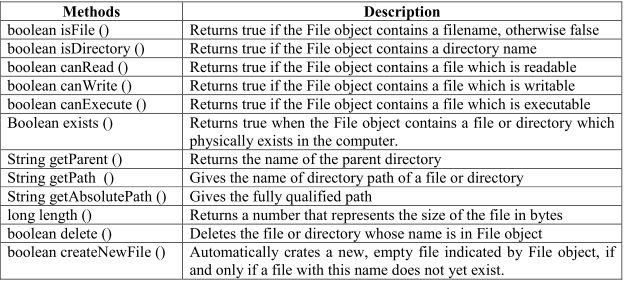 Methods Description
boolean isFile () Returns true if the File object contains a filename, otherwise false
boolean isDirectory () Returns true if the File object contains a directory name
boolean canRead () Returns true if the File object contains a file which is readable
boolean canWrite () Returns true if the File object contains a file which is writable
boolean canExecute () Returns true if the File object contains a file which is executable
Boolean exists () Returns true when the File object contains a file or directory which
physically exists in the computer.
String getParent () Returns the name of the parent directory
String getPath () Gives the name of directory path of a file or directory
String getAbsolutePath () Gives the fully qualified path
long length () Returns a number that represents the size of the file in bytes
boolean delete () Deletes the file or directory whose name is in File object
boolean createNewFile () Automatically crates a new, empty file indicated by File object, if
and only if a file with this name does not yet exist.